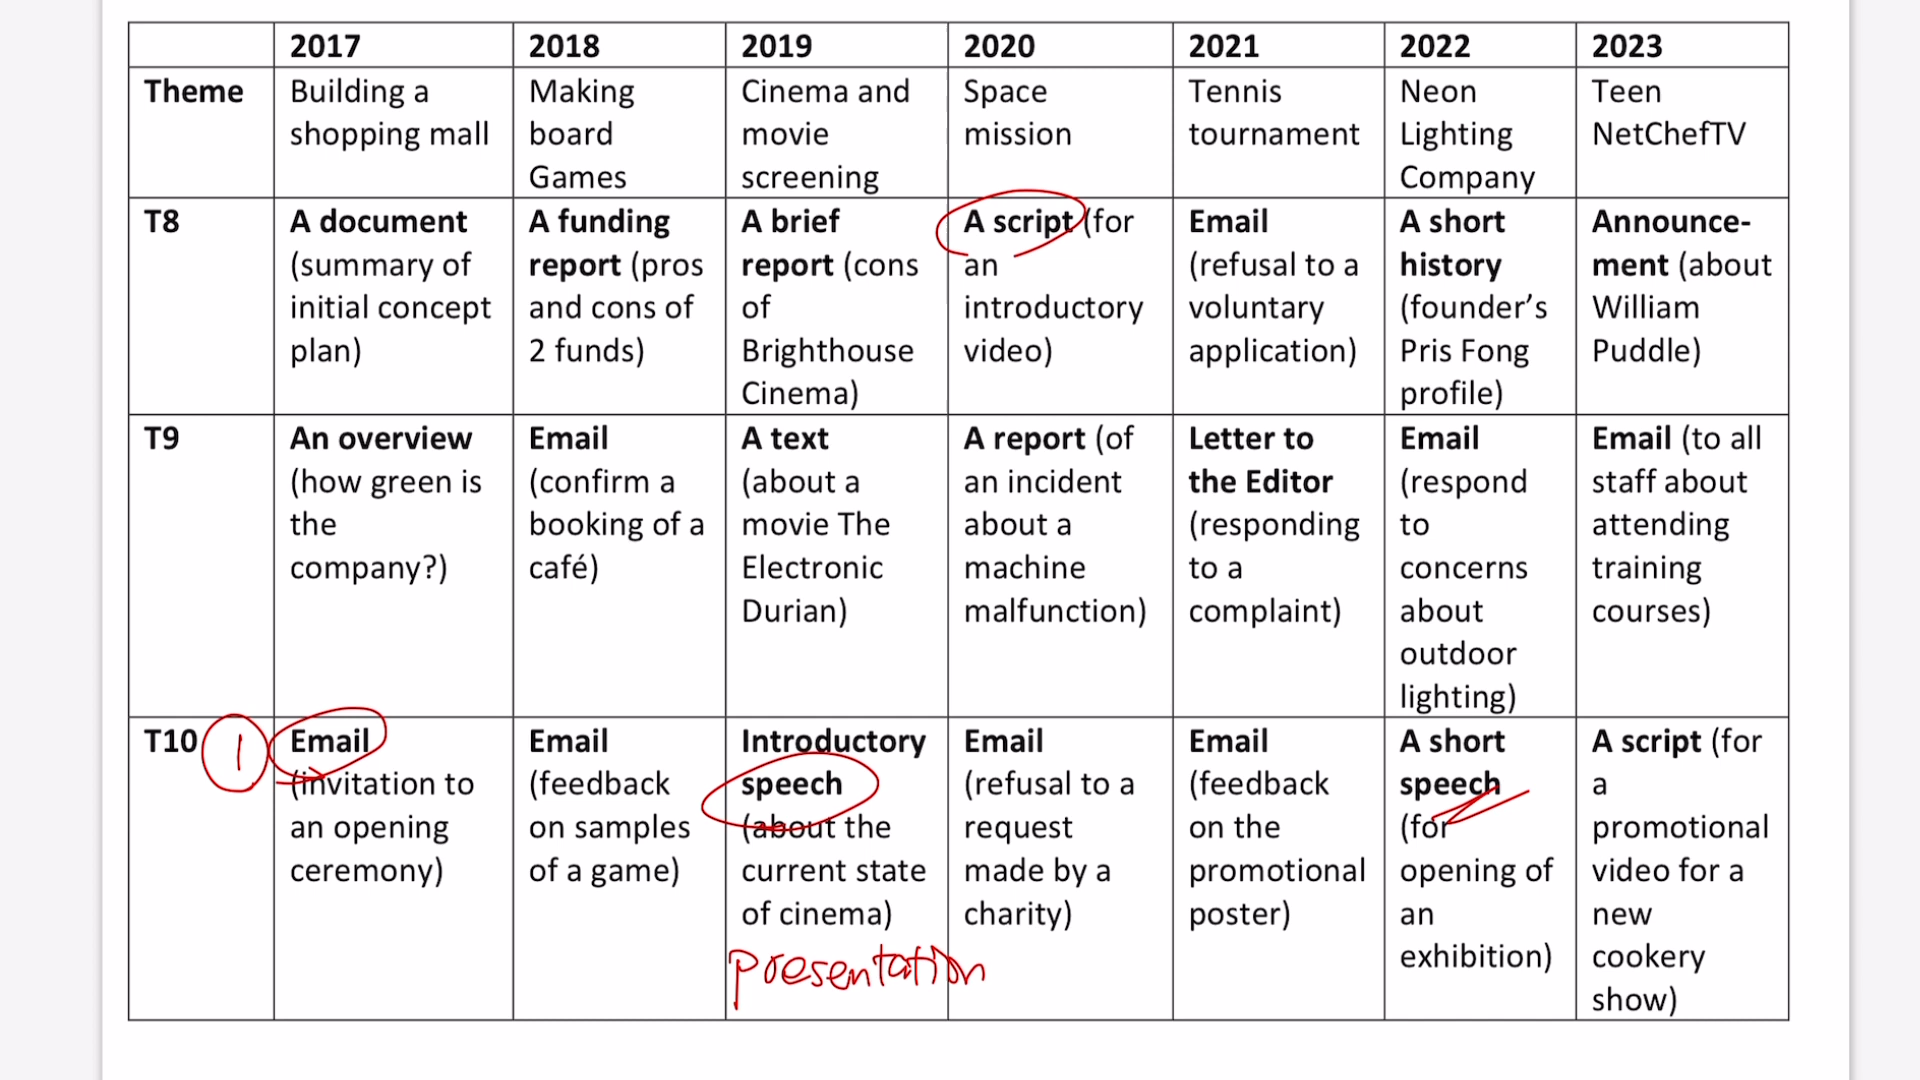 2017 2018 2019 2020 2021 2022 2023
Theme
Building a
shopping mall
Making
board
Games
Cinema and
movie
screening
Space
mission
Tennis
tournament
Neon
Lighting
Company
Teen
NetChefTV
T8
A document
(summary of
initial concept
plan)
A funding
report (pros
and cons of
2 funds)
A brief
report (cons
of
Brighthouse
Cinema)
A script (for
an
introductory
video)
Email
(refusal to a
voluntary
application)
A short
history
(founder’s
Pris Fong
profile)
Announce-
ment (about
William
Puddle)
T9
An overview
(how green is
the
company?)
Email
(confirm a
booking of a
café)
A text
(about a
movie The
Electronic
Durian)
A report (of
an incident
about a
machine
malfunction)
Letter to
the Editor
(responding
to a
complaint)
Email
(respond
to
concerns
about
outdoor
lighting)
Email (to all
staff about
attending
training
courses)
T10
1
Email
(invitation to
an opening
ceremony)
Email
(feedback
on samples
of a game)
Introductory
speech
(about the
current state
of cinema)
presentation
Email
(refusal to a
request
made by a
charity)
Email
(feedback
on the
promotional
poster)
A short
speech
(for
opening of
an
exhibition)
A script (for
a
promotional
video for a
new
cookery
show)